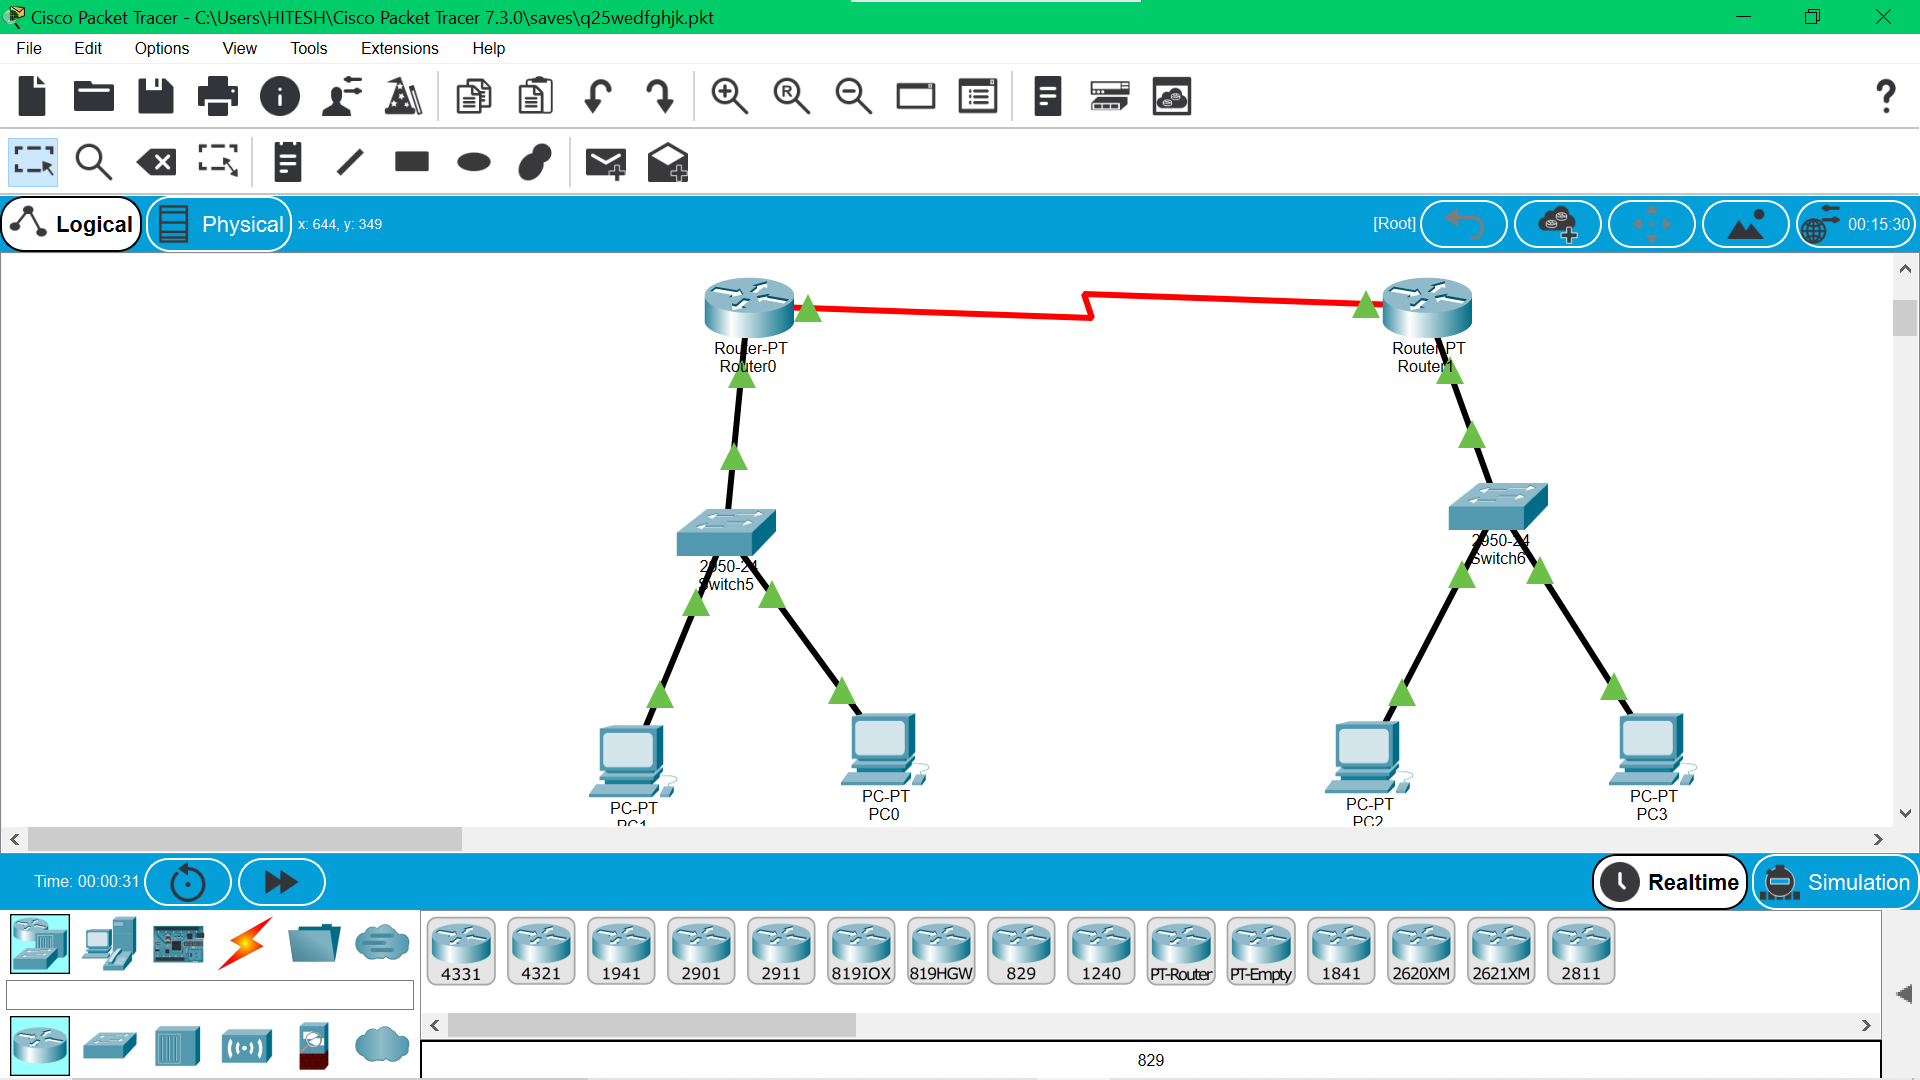 Cisco Packet Tracer - C:\Users\HITESH\Cisco Packet Tracer 7.3.0\saves\q25wedfghjk.pkt
File Edit Options View Tools Extensions Help
Logical Physical x: 644, y: 349 [Root] 00:15:30
Router-PT
Router0
Router-PT
Router1
2950-24
Switch5
2950-24
Switch6
PC-PT
PC1
PC-PT
PC0
PC-PT
PC2
PC-PT
PC3
Time: 00:00:31 Realtime Simulation
4331 4321 1941 2901 2911 819IOX 819HGW 829 1240 PT-Router PT-Empty 1841 2620XM 2621XM 2811
829